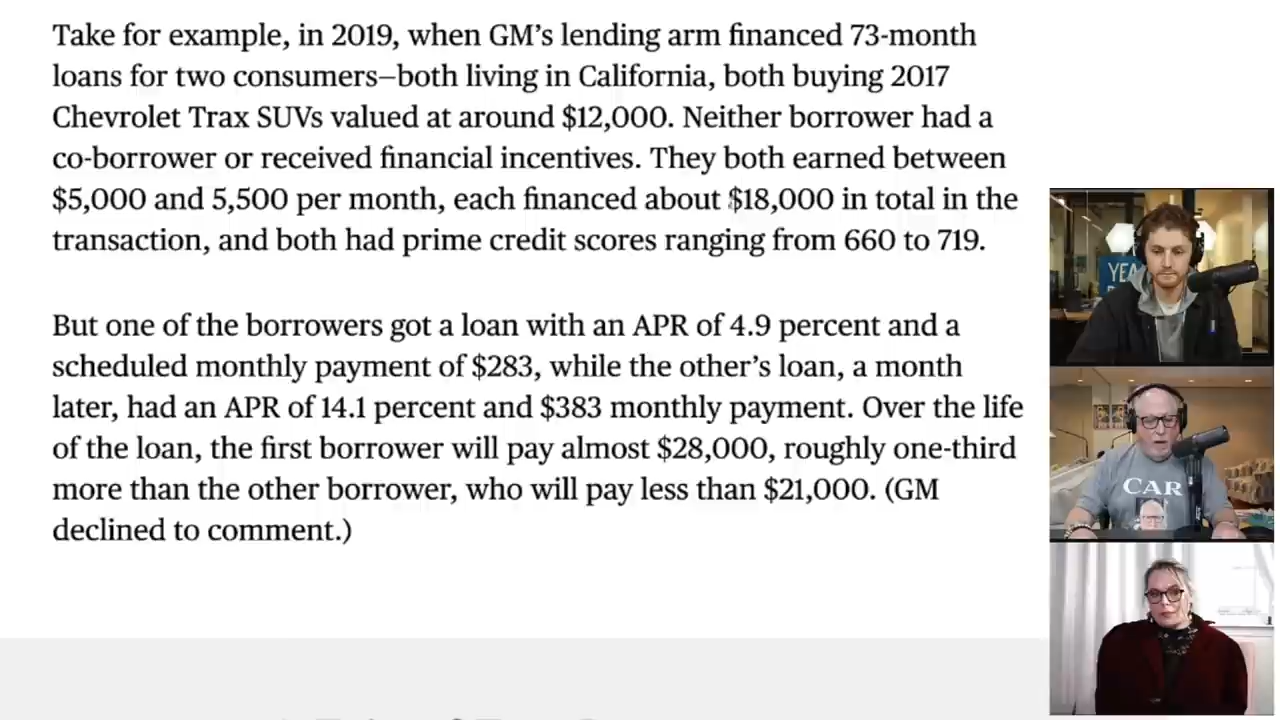 Take for example, in 2019, when GM’s lending arm financed 73-month
loans for two consumers—both living in California, both buying 2017
Chevrolet Trax SUVs valued at around $12,000. Neither borrower had a
co-borrower or received financial incentives. They both earned between
$5,000 and 5,500 per month, each financed about $18,000 in total in the
transaction, and both had prime credit scores ranging from 660 to 719.
But one of the borrowers got a loan with an APR of 4.9 percent and a
scheduled monthly payment of $283, while the other’s loan, a month
later, had an APR of 14.1 percent and $383 monthly payment. Over the life
of the loan, the first borrower will pay almost $28,000, roughly one-third
more than the other borrower, who will pay less than $21,000. (GM
declined to comment.)
YEA
CAR